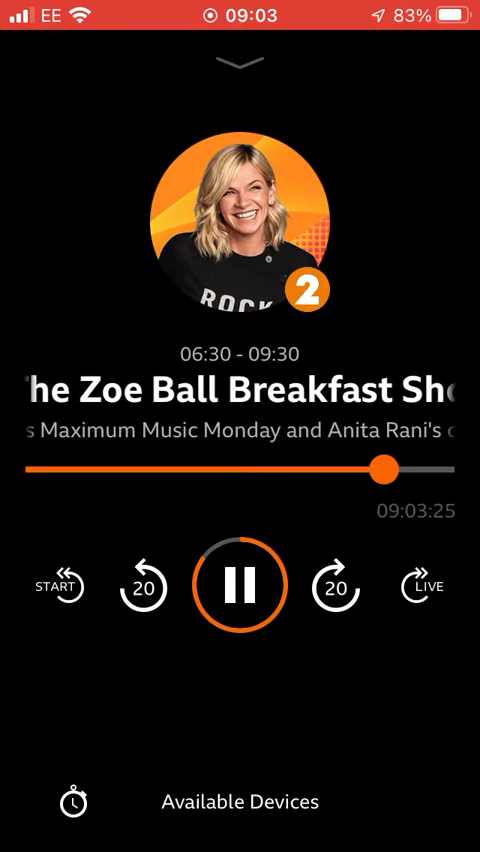 EE 09:03 83%
ROCK
2
06:30 - 09:30
he Zoe Ball Breakfast Sh
s Maximum Music Monday and Anita Rani's
09:03:25
START 20 20 LIVE
Available Devices